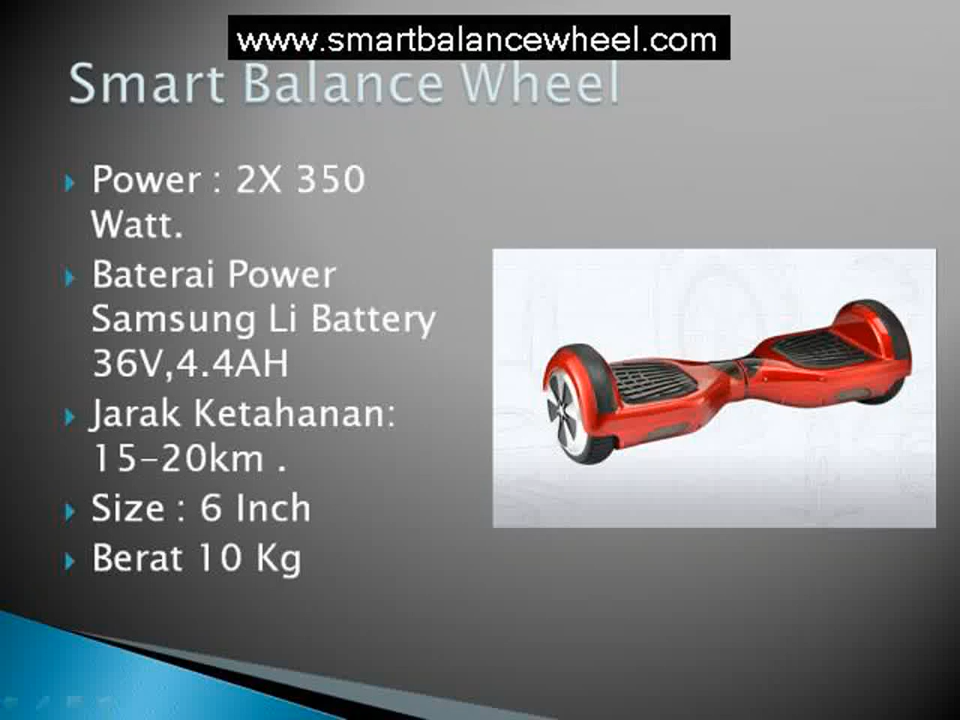 www.smartbalancewheel.com
Smart Balance Wheel
Power : 2X 350
Watt.
Baterai Power
Samsung Li Battery
36V,4.4AH
Jarak Ketahanan:
15-20km .
Size : 6 Inch
Berat 10 Kg